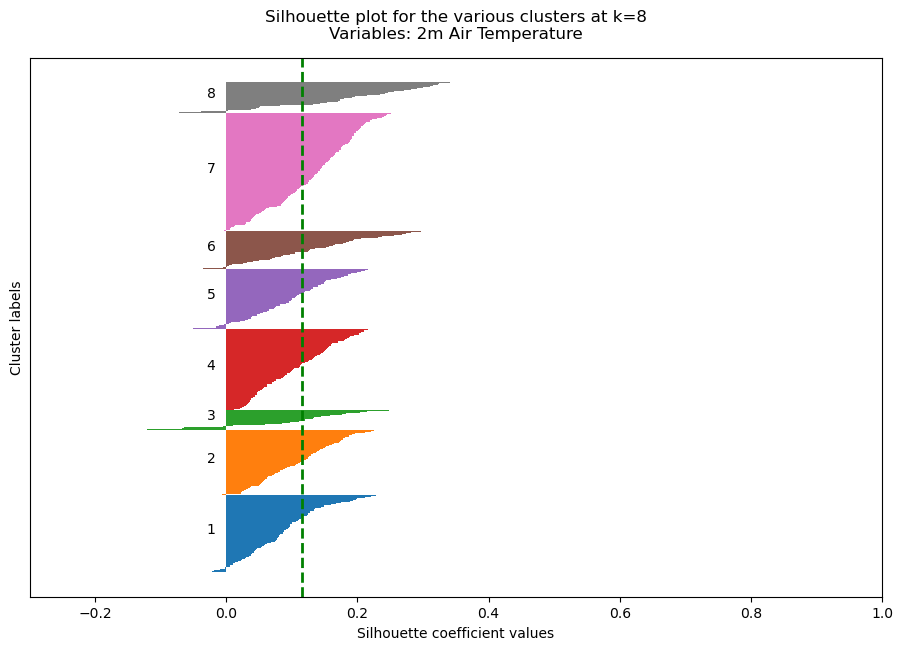 Silhouette plot for the various clusters at k=8
Variables: 2m Air Temperature
8
7
6
5
4
3
2
1
Cluster labels
−0.2 0.0 0.2 0.4 0.6 0.8 1.0
Silhouette coefficient values